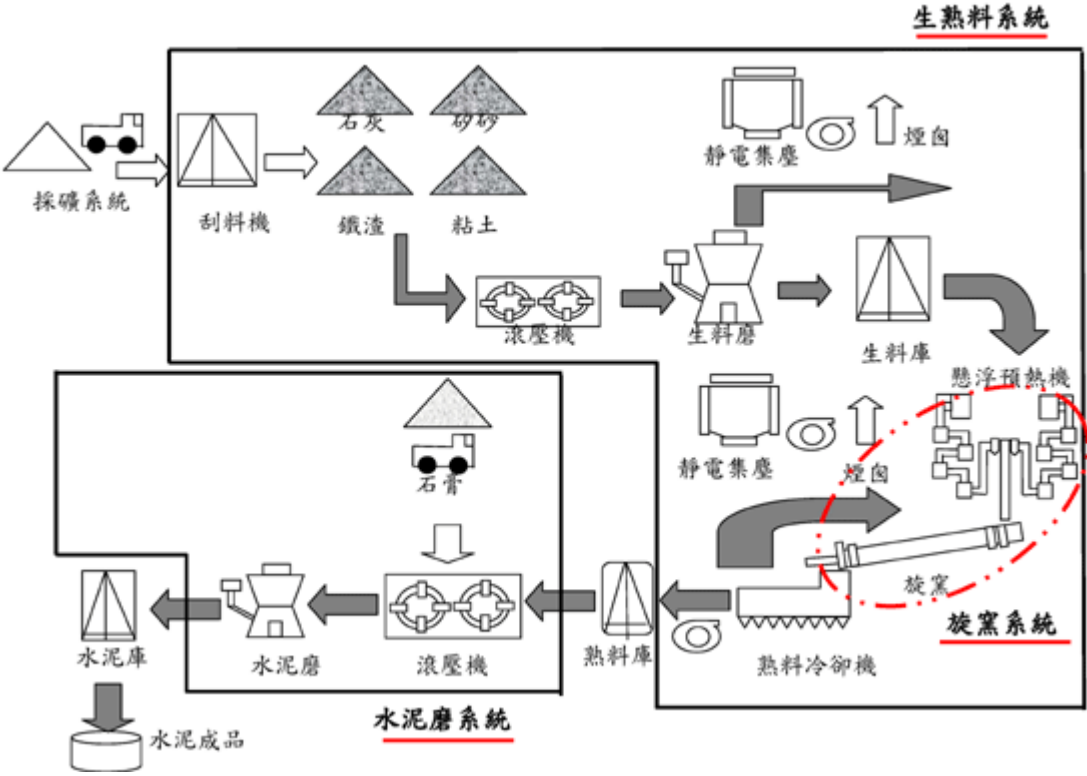 生熟料系統
石灰
矽砂
採礦系統
刮料機
鐵渣
粘土
靜電集塵
煙囪
滾壓機
生料磨
生料庫
懸浮預熱機
靜電集塵
煙囪
石膏
旋窯
旋窯系統
水泥庫
水泥磨
滾壓機
熟料庫
熟料冷卻機
水泥磨系統
水泥成品